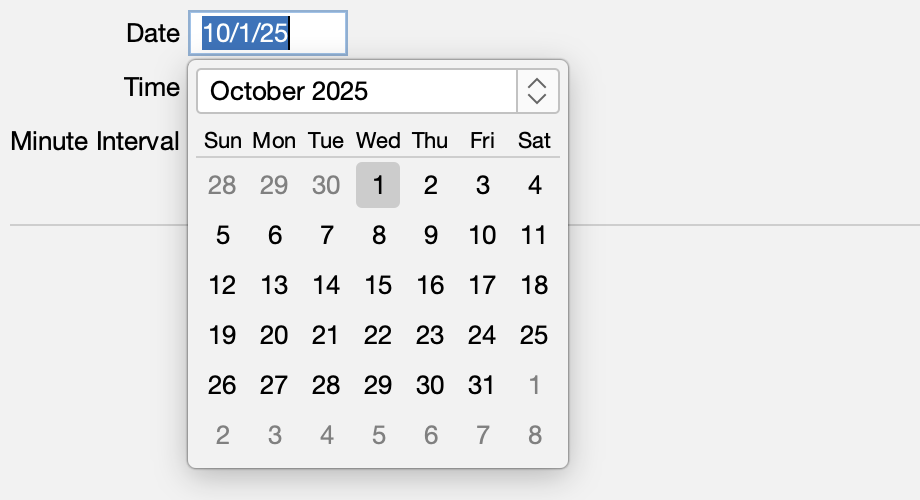 Date 10/1/25
Time
October 2025
Minute Interval
Sun Mon Tue Wed Thu Fri Sat
28 29 30 1 2 3 4
5 6 7 8 9 10 11
12 13 14 15 16 17 18
19 20 21 22 23 24 25
26 27 28 29 30 31 1
2 3 4 5 6 7 8